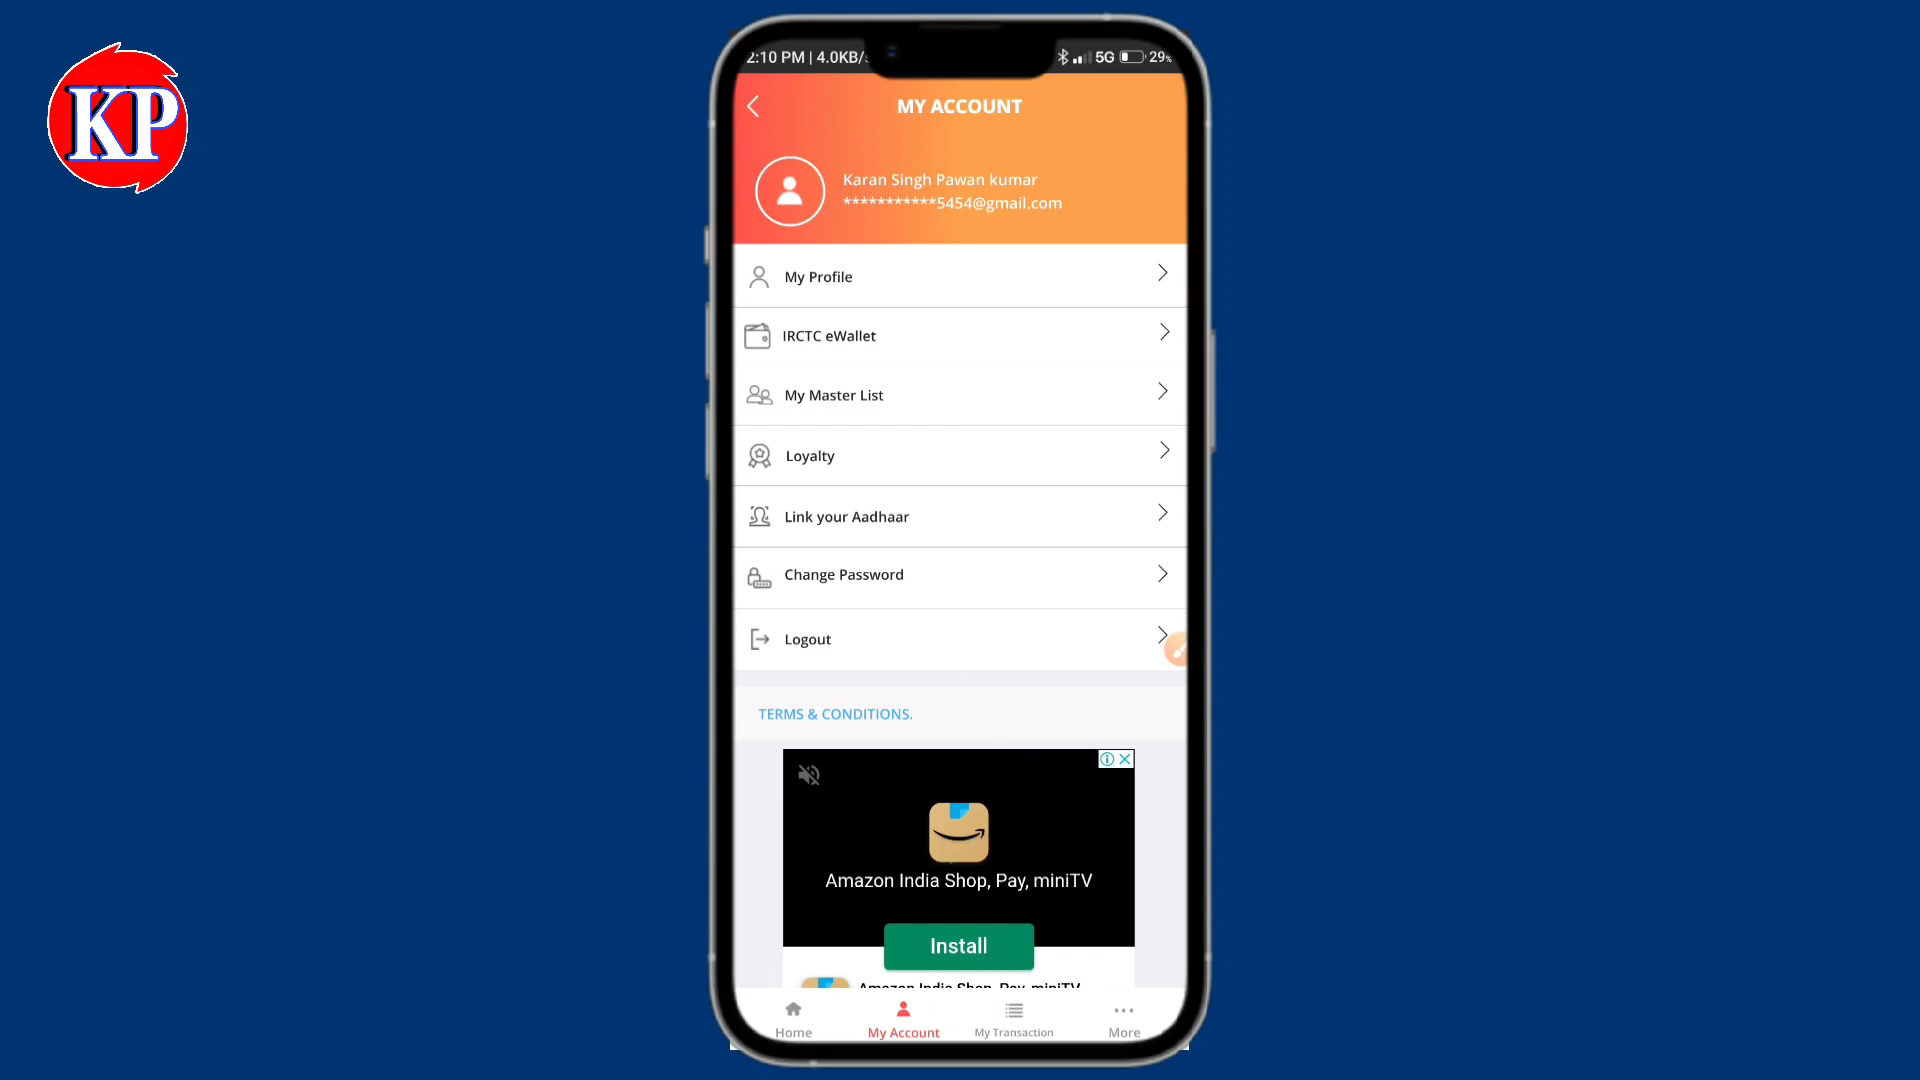 KP
2:10 PM | 4.0KB/
5G 29%
MY ACCOUNT
Karan Singh Pawan kumar
***********5454@gmail.com
My Profile
IRCTC eWallet
My Master List
Loyalty
Link your Aadhaar
Change Password
Logout
TERMS & CONDITIONS.
Amazon India Shop, Pay, miniTV
Install
Amazon India Shop, Pay, miniTV
Home
My Account
My Transaction
More